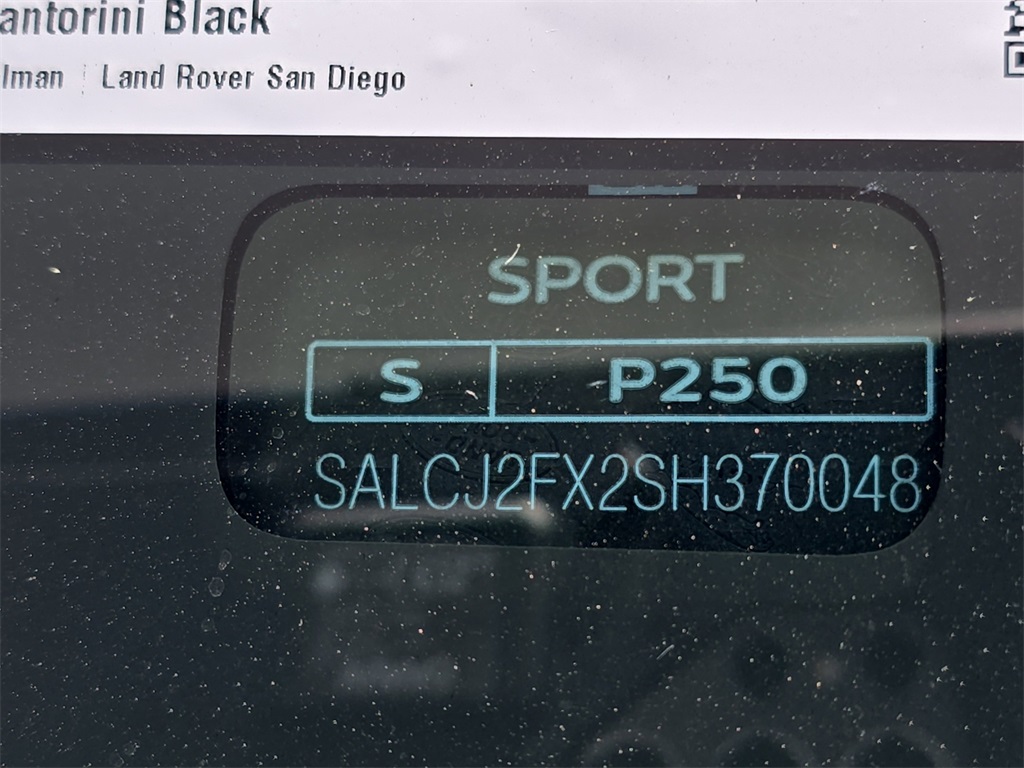 antorini Black
lman | Land Rover San Diego
SPORT
S P250
SALCJ2FX2SH370048